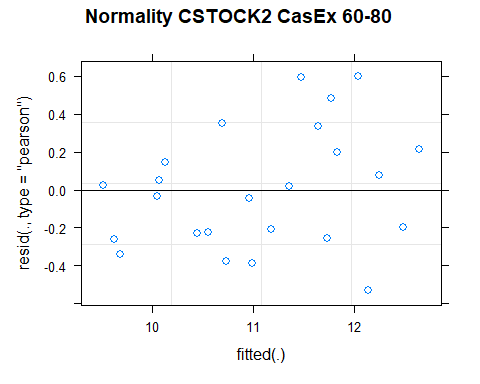 Normality CSTOCK2 CasEx 60-80
resid(., type = "pearson")
0.6
0.4
0.2
0.0
-0.2
-0.4
10 11 12
fitted(.)